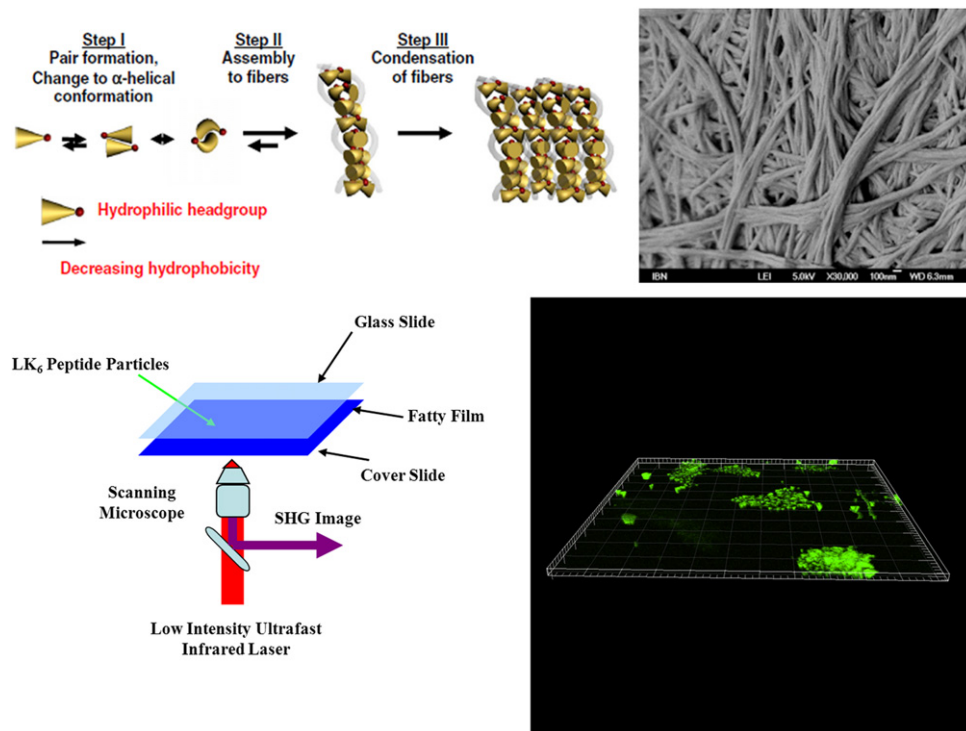 Step I
Pair formation,
Change to α-helical
conformation
Step II
Assembly
to fibers
Step III
Condensation
of fibers
Hydrophilic headgroup
Decreasing hydrophobicity
IBN LEI 5.0kV X30,000 100nm WD 6.3mm
Glass Slide
LK₆ Peptide Particles
Fatty Film
Cover Slide
Scanning
Microscope
SHG Image
Low Intensity Ultrafast
Infrared Laser